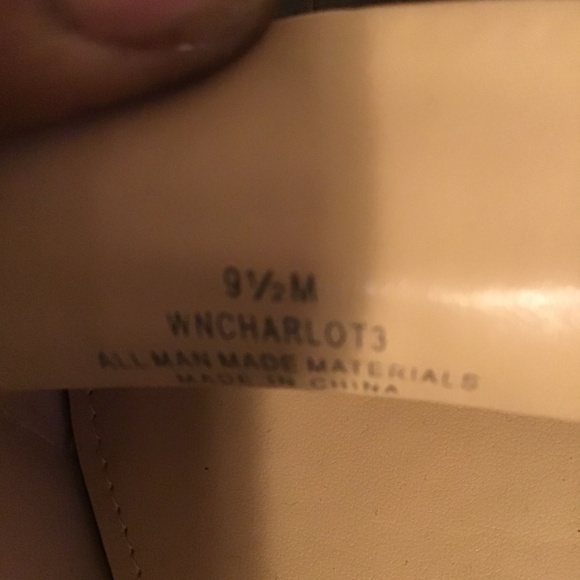 9½M
WNCHARLOT3
ALL MAN MADE MATERIALS
MADE IN CHINA